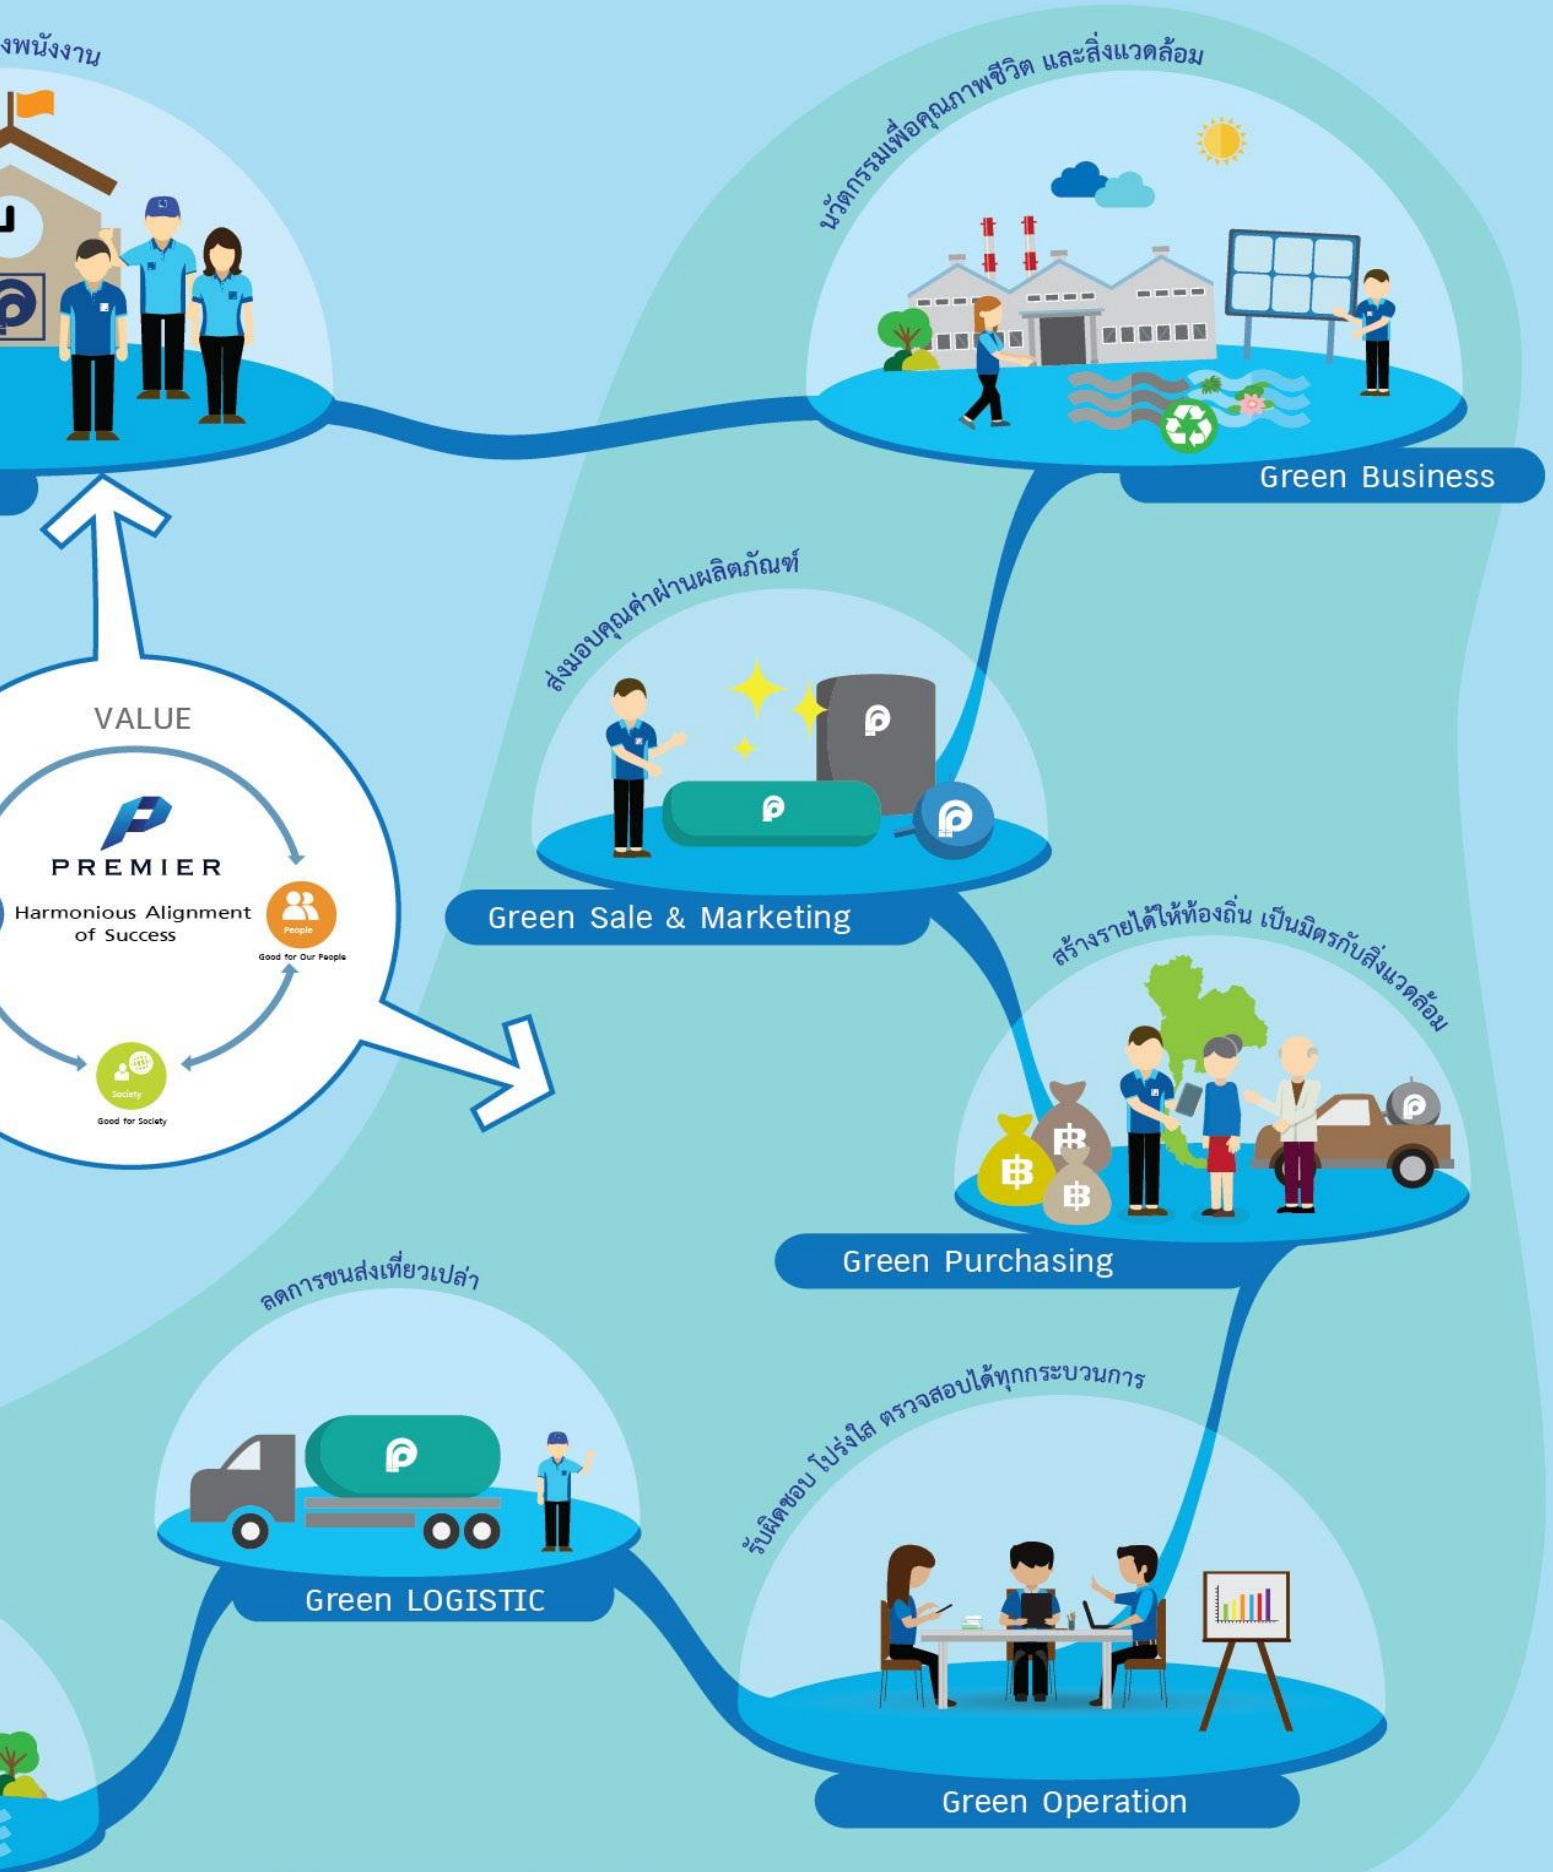 งพนังงาน
นวัตกรรมเพื่อคุณภาพชีวิต และสิ่งแวดล้อม
Green Business
ส่งมอบคุณค่าผ่านผลิตภัณฑ์
Green Sale & Marketing
VALUE
PREMIER
Harmonious Alignment
of Success
People
Good for Our People
Society
Good for Society
สร้างรายได้ให้ท้องถิ่น เป็นมิตรกับสิ่งแวดล้อม
Green Purchasing
ลดการขนส่งเที่ยวเปล่า
Green LOGISTIC
รับผิดชอบ โปร่งใส ตรวจสอบได้ทุกกระบวนการ
Green Operation